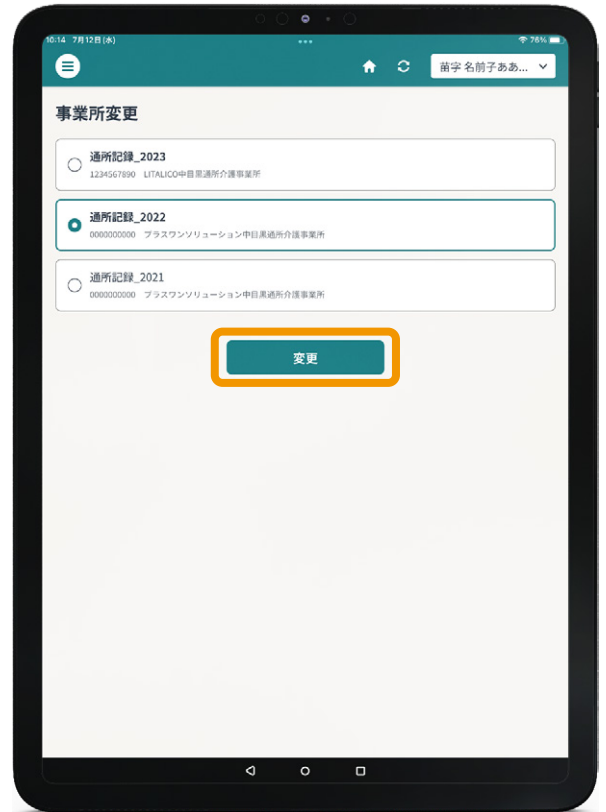 10:14 7月12日(水)
76%
苗字 名前子ああ...
事業所変更
通所記録_2023
1234567890 LITALICO中目黒通所介護事業所
通所記録_2022
0000000000 プラスワンソリューション中目黒通所介護事業所
通所記録_2021
0000000000 プラスワンソリューション中目黒通所介護事業所
変更